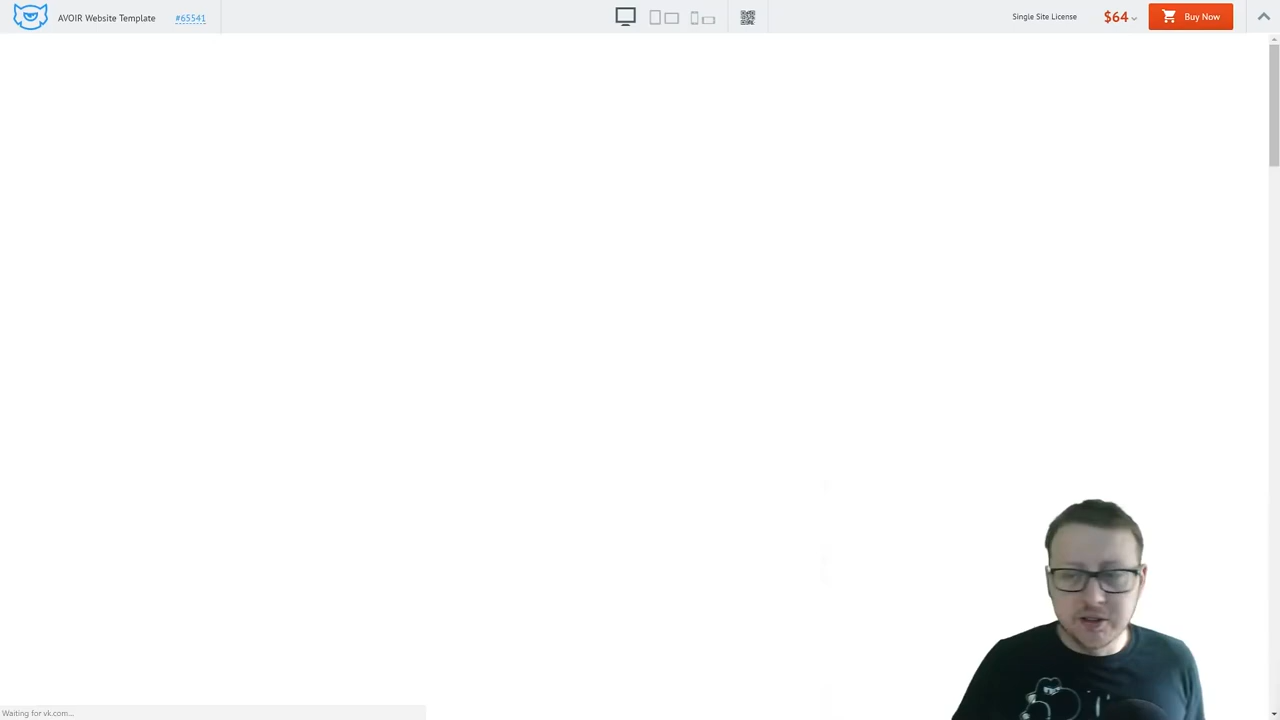 AVOIR Website Template
#65541
Single Site License
$64
Buy Now
Waiting for vk.com...